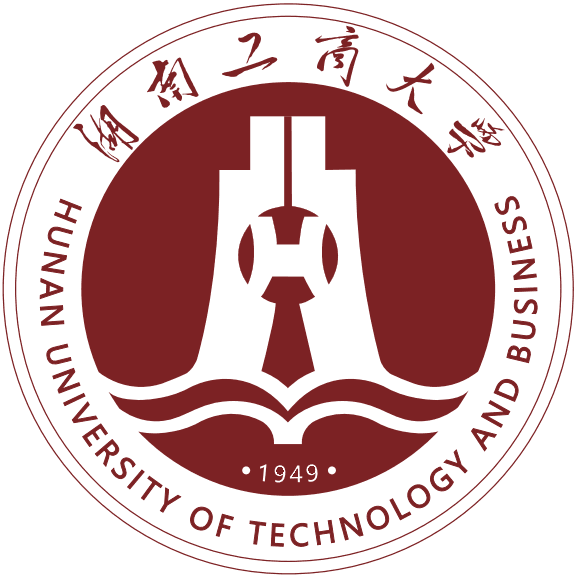 湖南工商大学
HUNAN UNIVERSITY OF TECHNOLOGY AND BUSINESS
• 1949 •